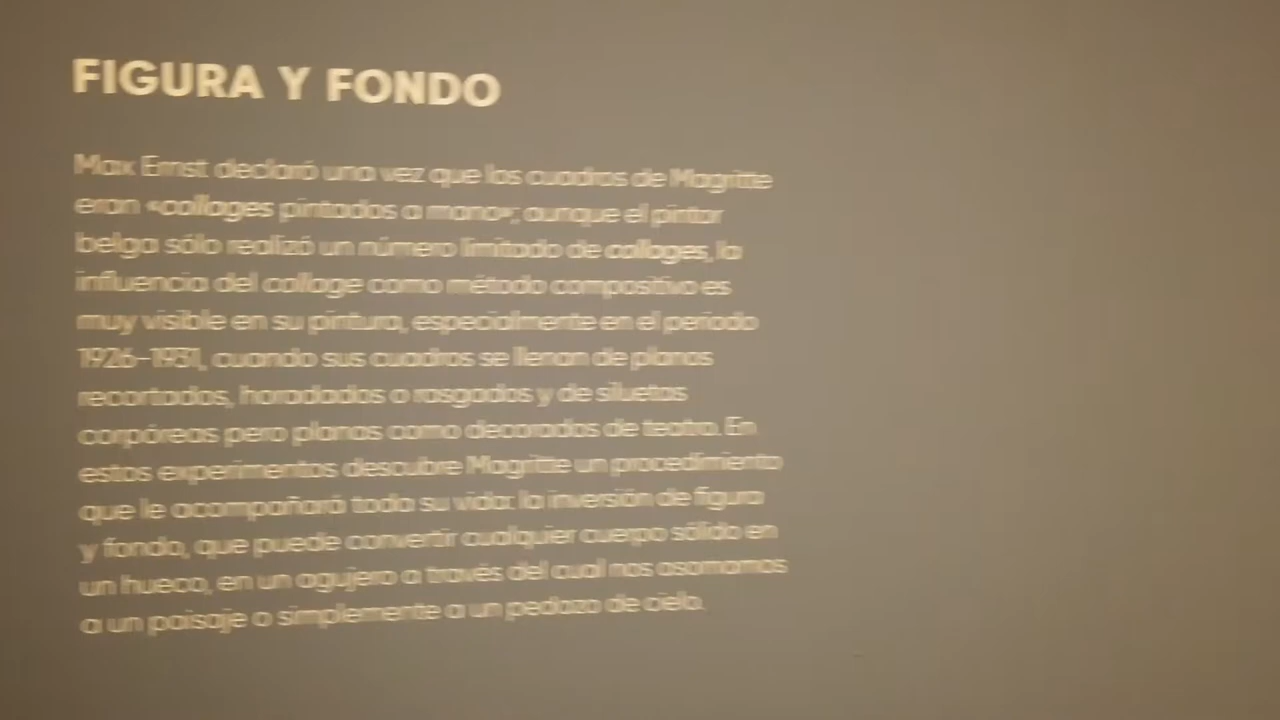 FIGURA Y FONDO
Max Ernst declaró una vez que los cuadros de Magritte
eran «collages pintados a mano»; aunque el pintor
belga sólo realizó un número limitado de collages, la
influencia del collage como método compositivo es
muy visible en su pintura, especialmente en el periodo
1926–1931, cuando sus cuadros se llenan de planos
recortados, horadados o rasgados y de siluetas
corpóreas pero planas como decorados de teatro. En
estos experimentos descubre Magritte un procedimiento
que le acompañará toda su vida: la inversión de figura
y fondo, que puede convertir cualquier cuerpo sólido en
un hueco, en un agujero a través del cual nos asomamos
a un paisaje o simplemente a un pedazo de cielo.